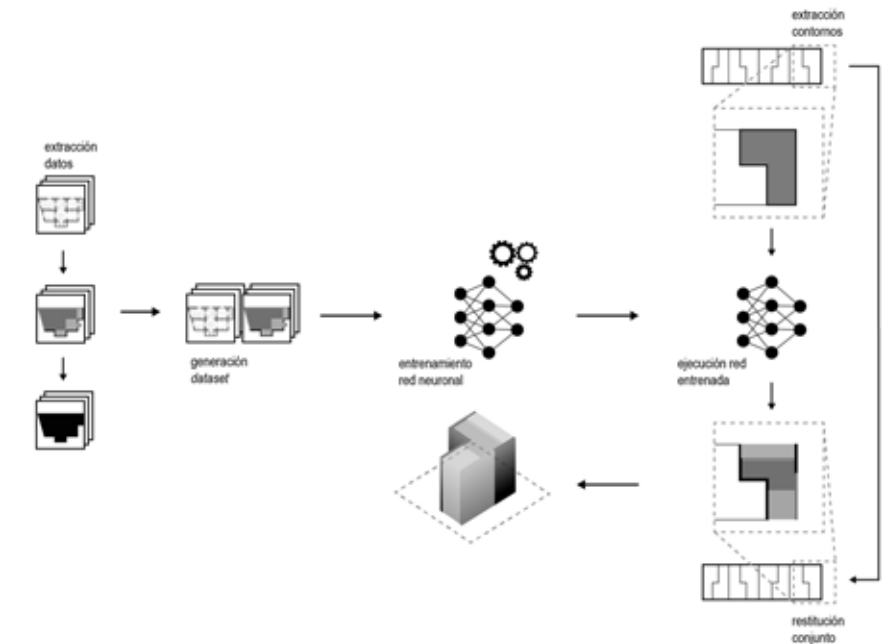 extracción
contornos
extracción
datos
generación
dataset
entrenamiento
red neuronal
ejecución red
entrenada
restitución
conjunto